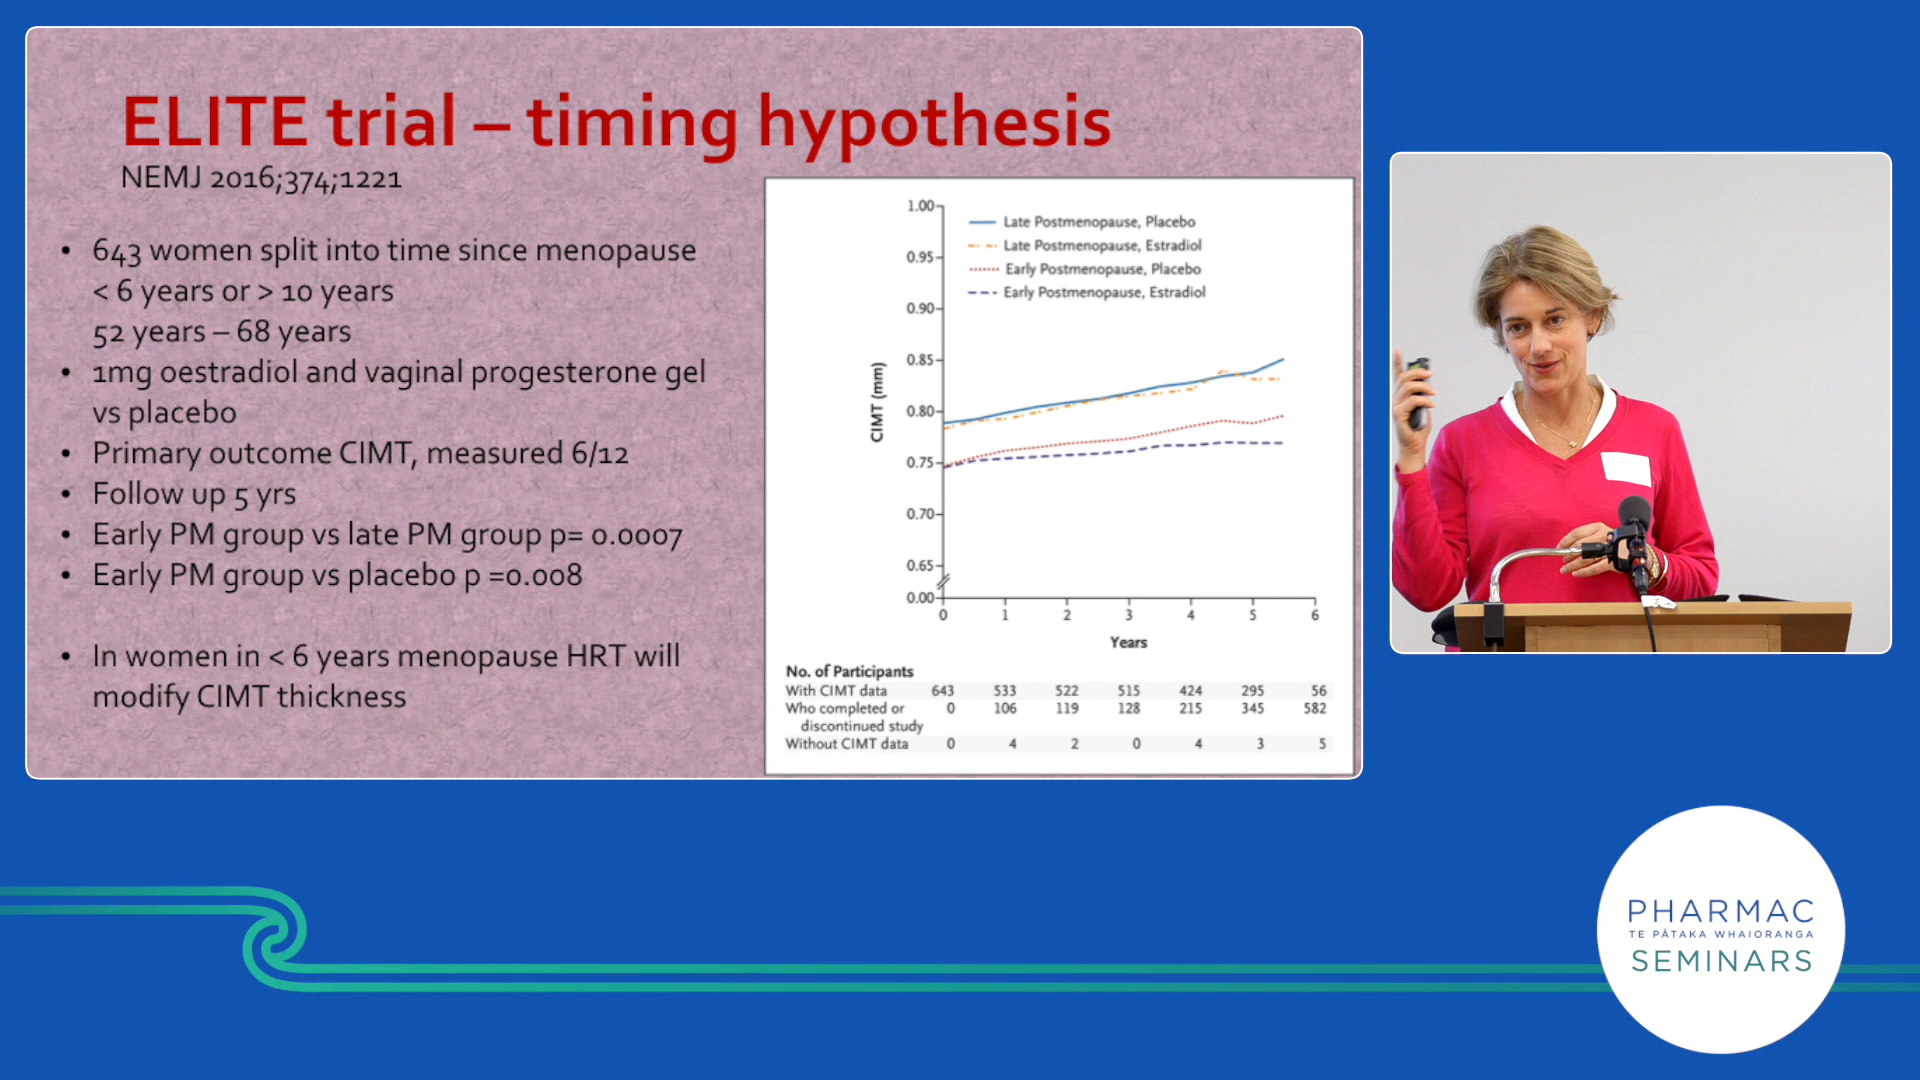 ELITE trial – timing hypothesis
NEMJ 2016;374;1221
• 643 women split into time since menopause
< 6 years or > 10 years
52 years – 68 years
• 1mg oestradiol and vaginal progesterone gel
vs placebo
• Primary outcome CIMT, measured 6/12
• Follow up 5 yrs
• Early PM group vs late PM group p= 0.0007
• Early PM group vs placebo p =0.008
• In women in < 6 years menopause HRT will
modify CIMT thickness
Late Postmenopause, Placebo
Late Postmenopause, Estradiol
Early Postmenopause, Placebo
Early Postmenopause, Estradiol
CIMT (mm)
1.00
0.95
0.90
0.85
0.80
0.75
0.70
0.65
0.00
0 1 2 3 4 5 6
Years
No. of Participants
With CIMT data 643 533 522 515 424 295 56
Who completed or 0 106 119 128 215 345 582
discontinued study
Without CIMT data 0 4 2 0 4 3 5
PHARMAC
TE PĀTAKA WHAIORANGA
SEMINARS